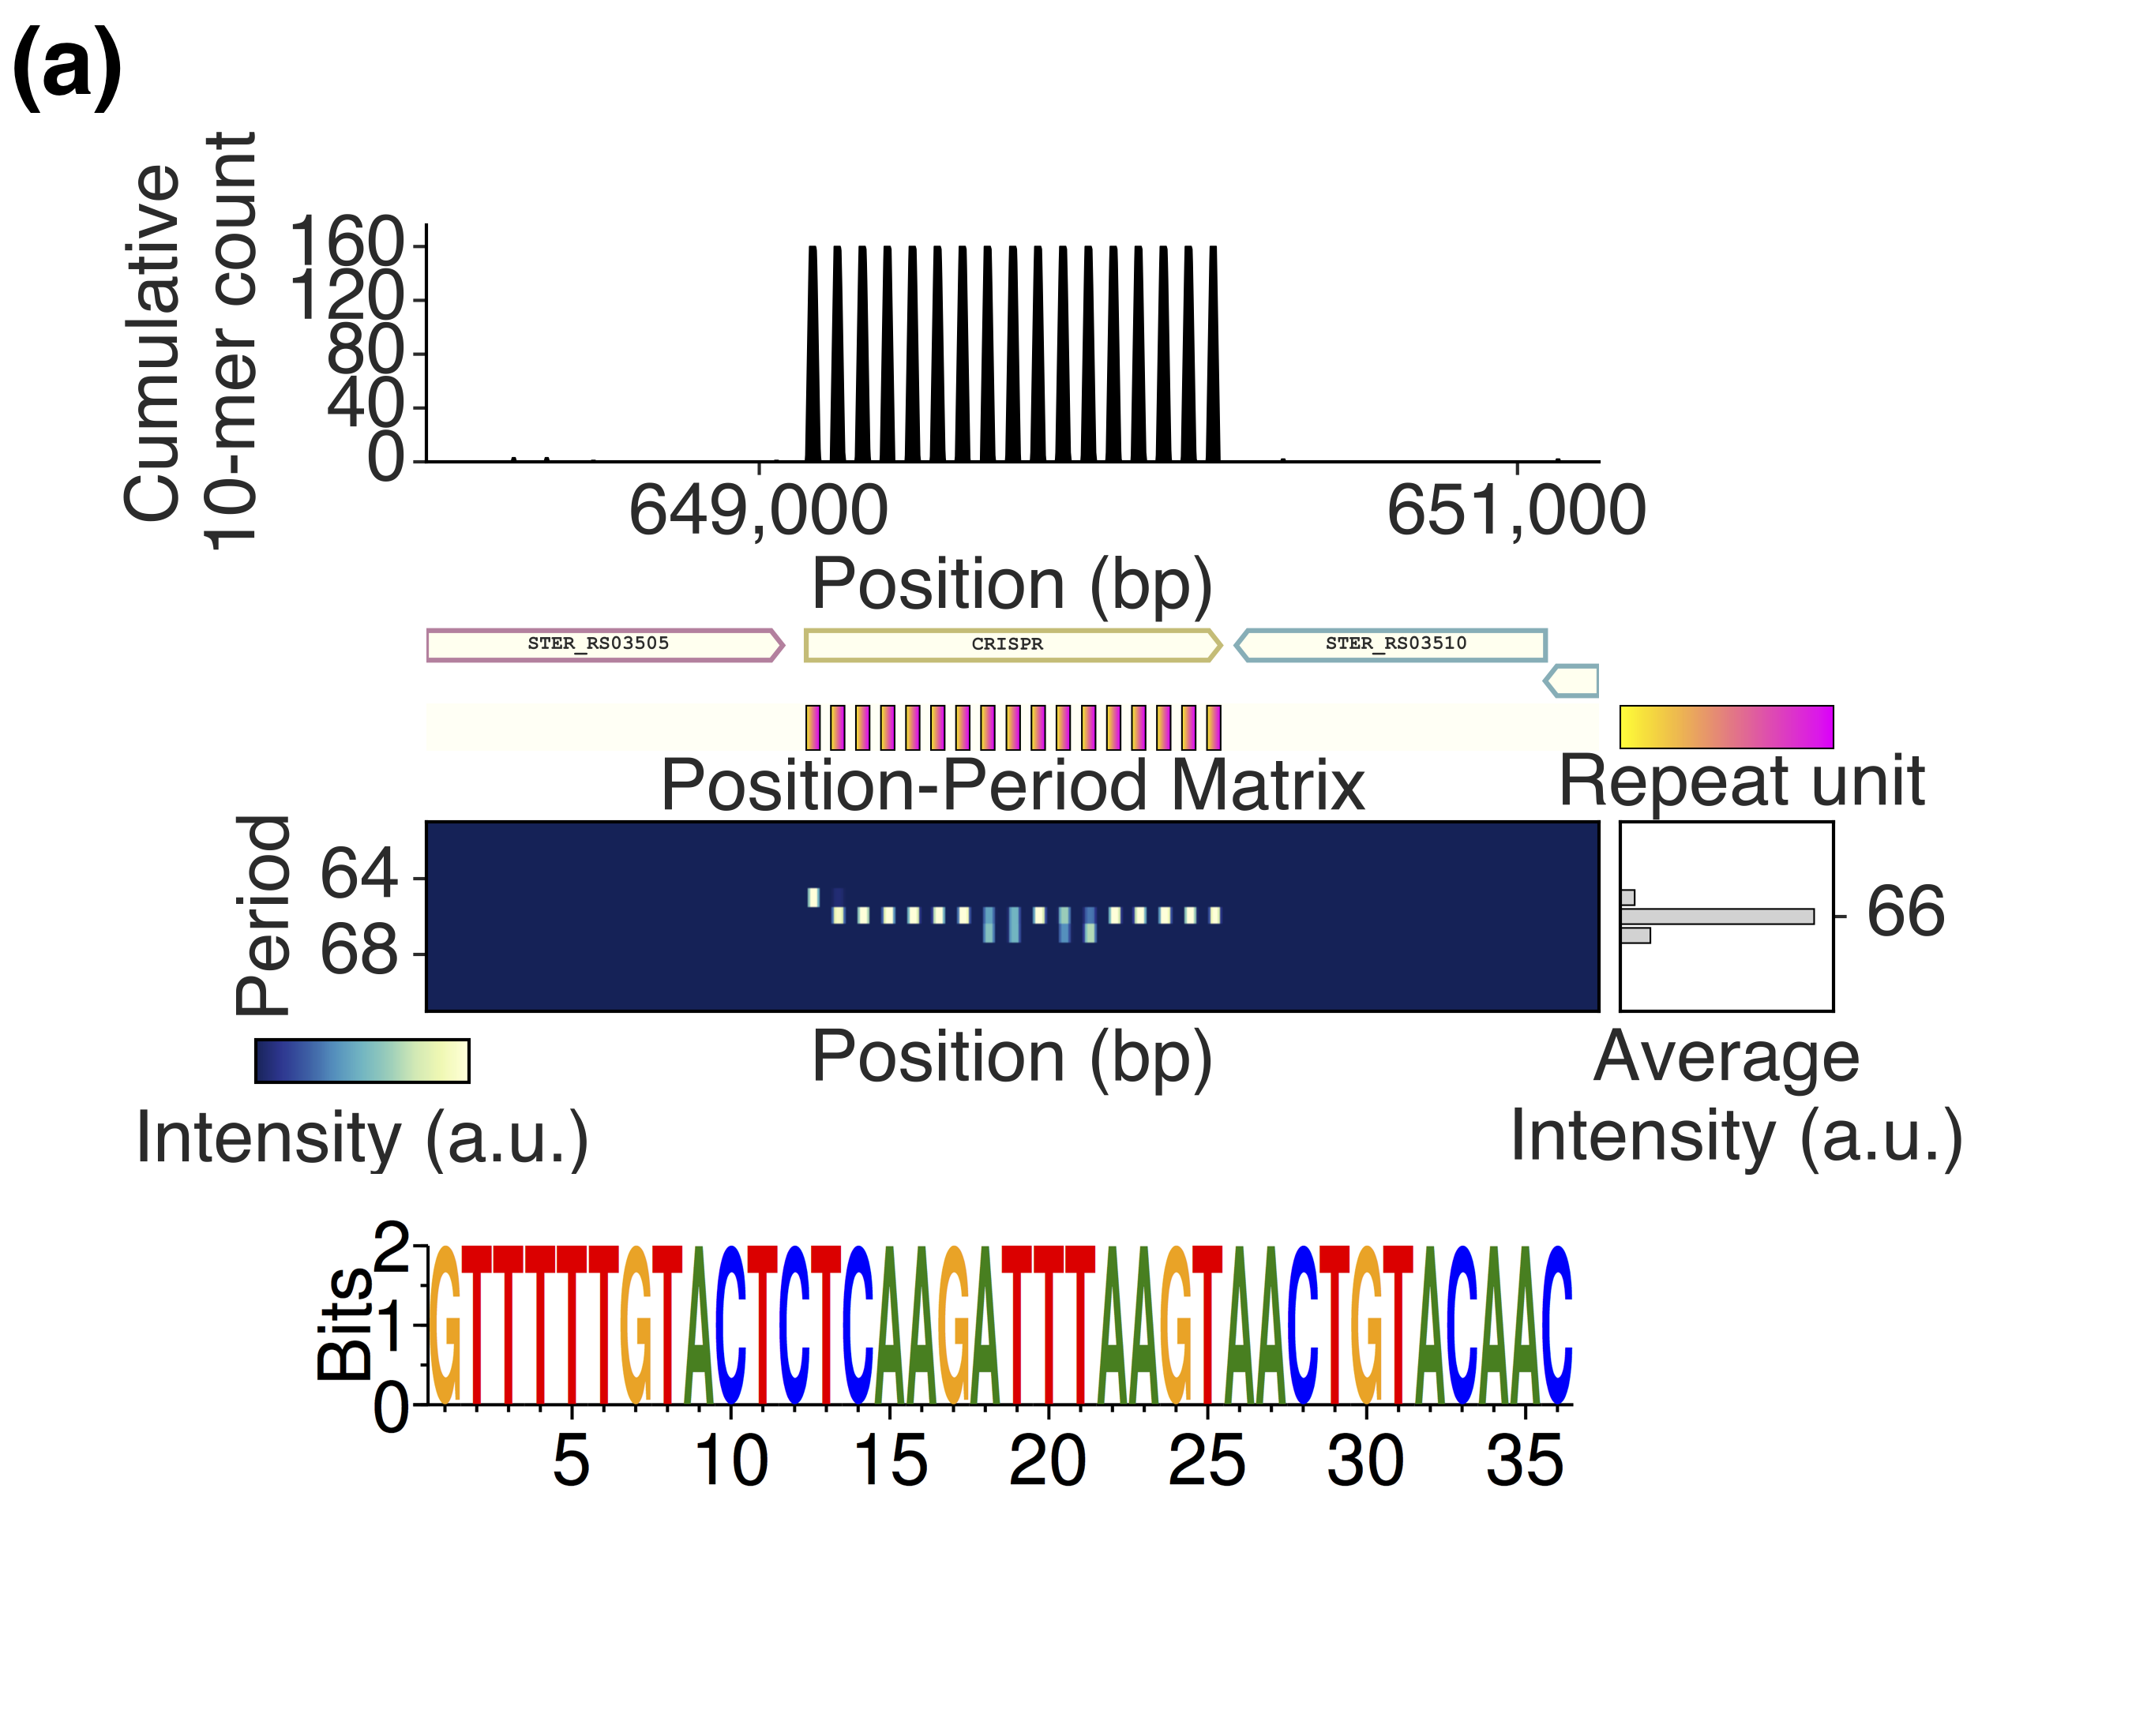 (a)
Cumulative
10-mer count
160
120
80
40
0
649,000 651,000
Position (bp)
STER_RS03505 CRISPR STER_RS03510
Position-Period Matrix Repeat unit
Period
64
68
66
Position (bp)
Average
Intensity (a.u.)
Intensity (a.u.)
Bits
2
1
0
GTTTTTGTACTCTCAAGATTTAAGTAACTGTACAAC
5 10 15 20 25 30 35